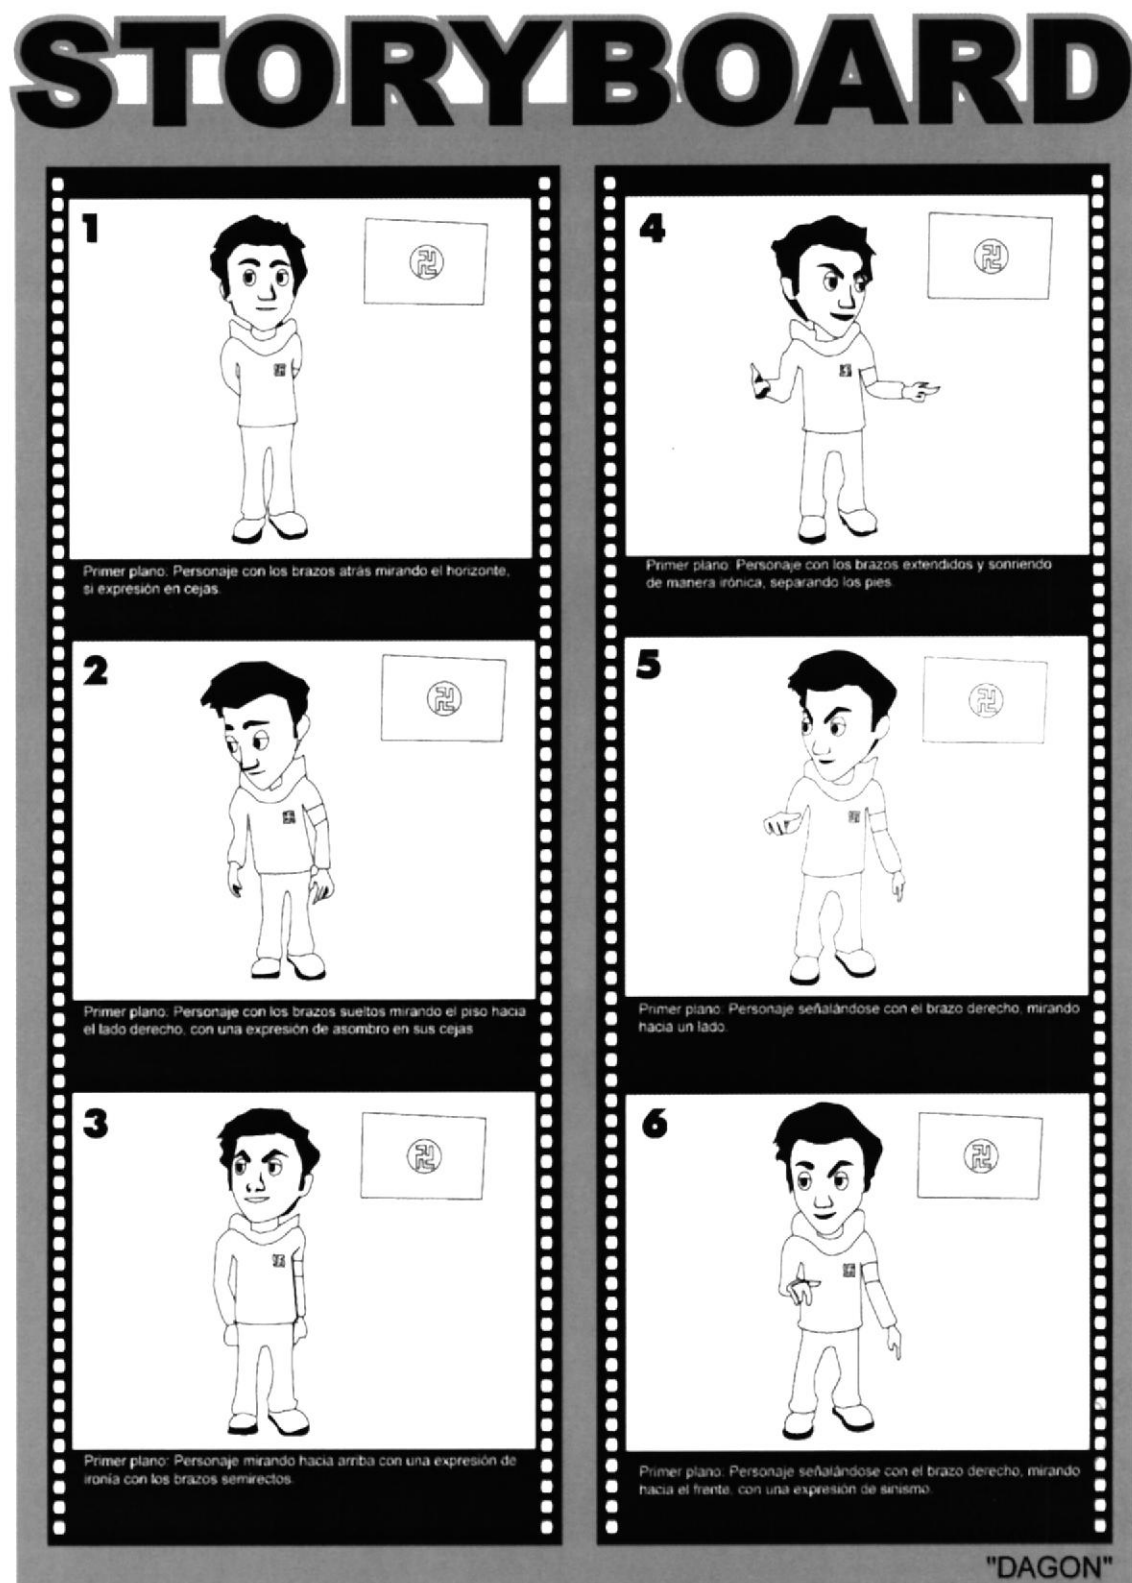 STORYBOARD
1
Primer plano: Personaje con los brazos atrás mirando el horizonte,
si expresión en cejas.
2
Primer plano: Personaje con los brazos sueltos mirando el piso hacia
el lado derecho, con una expresión de asombro en sus cejas
3
Primer plano: Personaje mirando hacia arriba con una expresión de
ironía con los brazos semirectos.
4
Primer plano: Personaje con los brazos extendidos y sonriendo
de manera irónica, separando los pies.
5
Primer plano: Personaje señalándose con el brazo derecho, mirando
hacia un lado.
6
Primer plano: Personaje señalándose con el brazo derecho, mirando
hacia el frente, con una expresión de sinismo.
"DAGON"